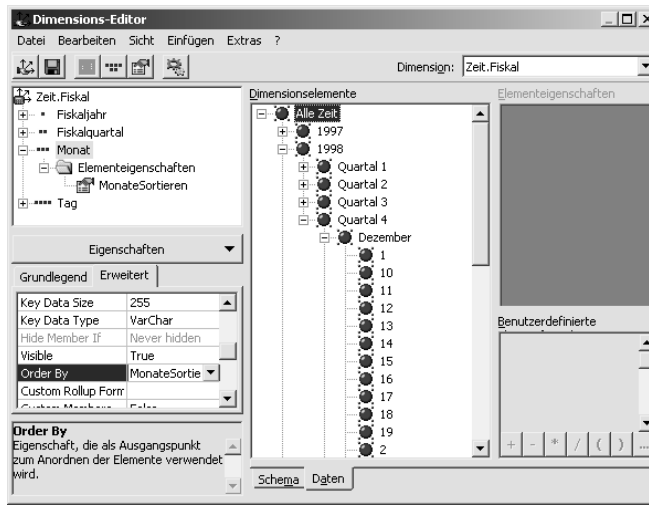 Dimensions-Editor
Datei Bearbeiten Sicht Einfügen Extras ?
Dimension: Zeit.Fiskal
Zeit.Fiskal
Fiskaljahr
Fiskalquartal
Monat
Elementeigenschaften
MonateSortieren
Tag
Eigenschaften
Grundlegend Erweitert
Key Data Size 255
Key Data Type VarChar
Hide Member If Never hidden
Visible True
Order By MonateSortie
Custom Rollup Form
Order By
Eigenschaft, die als Ausgangspunkt
zum Anordnen der Elemente verwendet
wird.
Dimensionselemente
Alle Zeit
1997
1998
Quartal 1
Quartal 2
Quartal 3
Quartal 4
Dezember
1
10
11
12
13
14
15
16
17
18
19
2
Schema Daten
Elementeigenschaften
Benutzerdefinierte
+ - * / ( ) ...